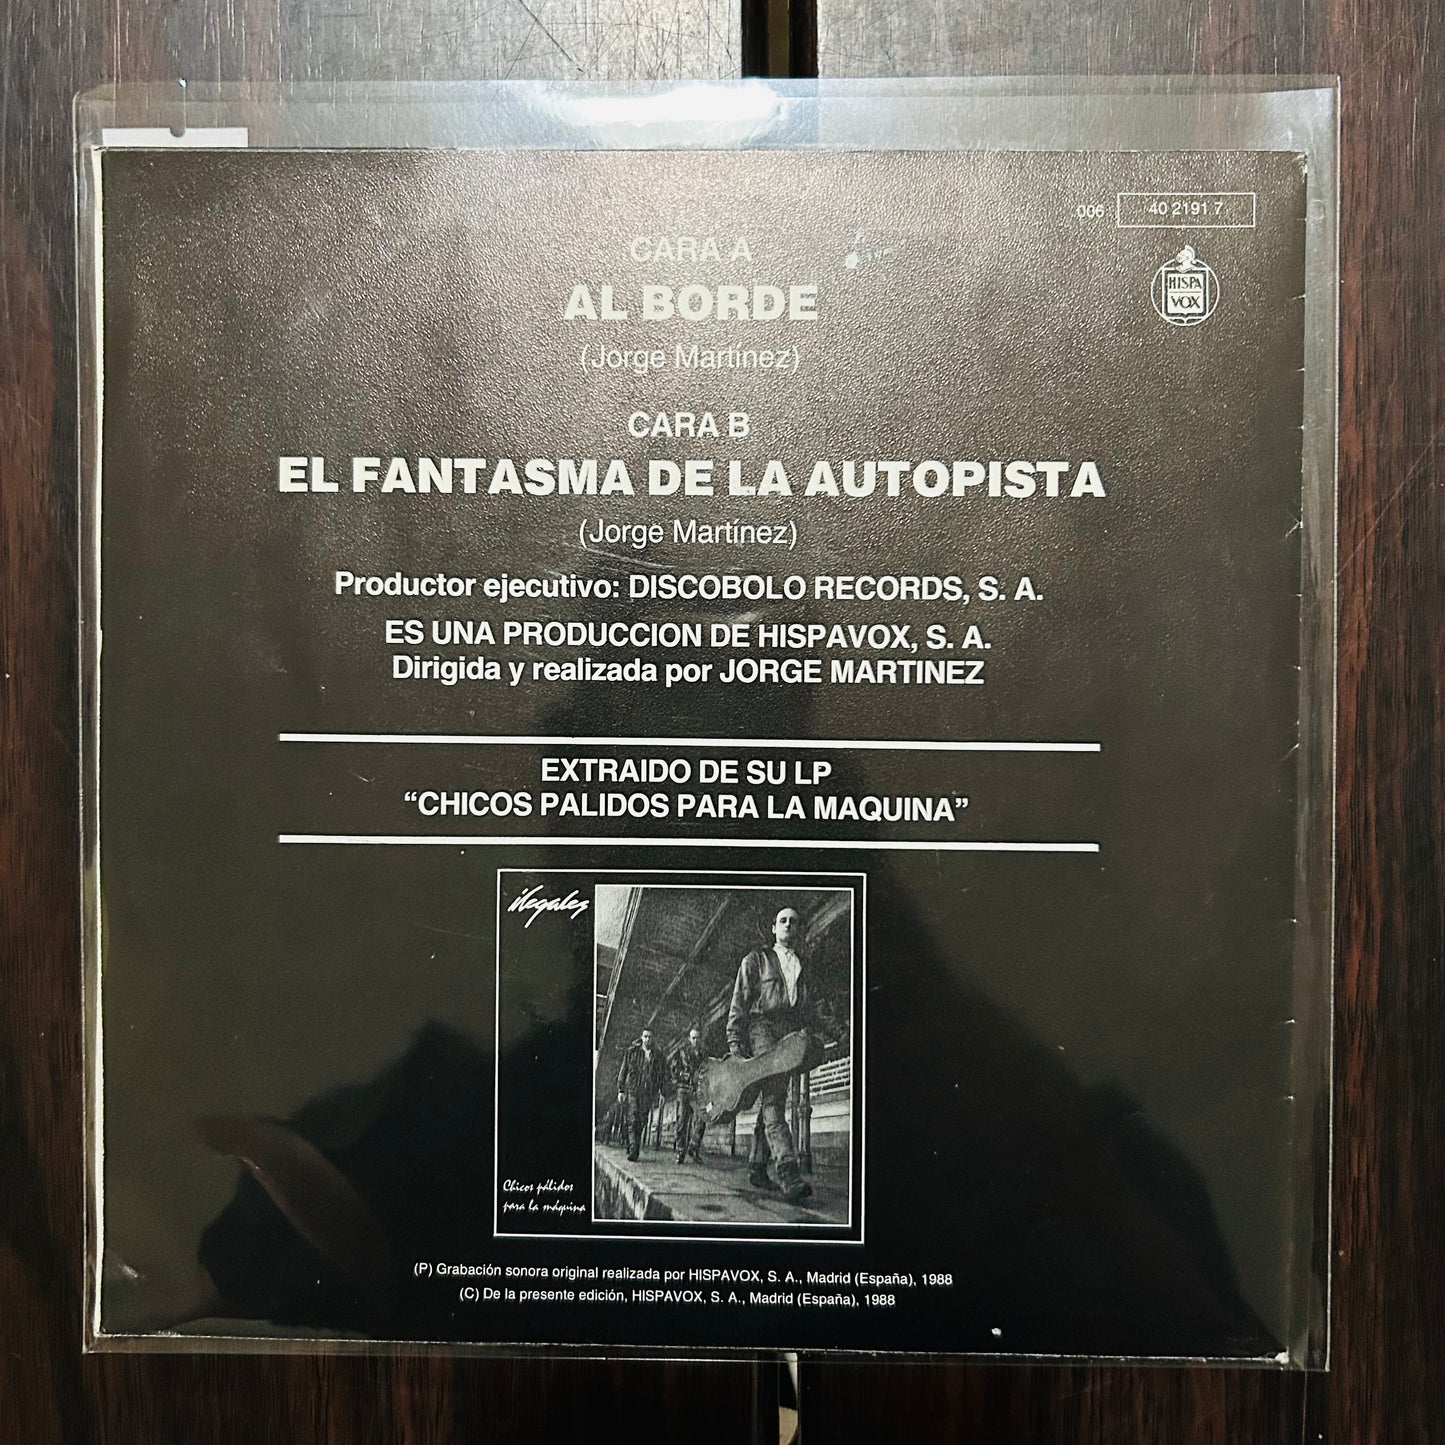 006 40 2191 7
HISPA
VOX
CARA A
AL BORDE
(Jorge Martínez)
CARA B
EL FANTASMA DE LA AUTOPISTA
(Jorge Martínez)
Productor ejecutivo: DISCOBOLO RECORDS, S. A.
ES UNA PRODUCCION DE HISPAVOX, S. A.
Dirigida y realizada por JORGE MARTINEZ
EXTRAIDO DE SU LP
“CHICOS PALIDOS PARA LA MAQUINA”
ilegales
Chicos pálidos
para la máquina
(P) Grabación sonora original realizada por HISPAVOX, S. A., Madrid (España), 1988
(C) De la presente edición, HISPAVOX, S. A., Madrid (España), 1988